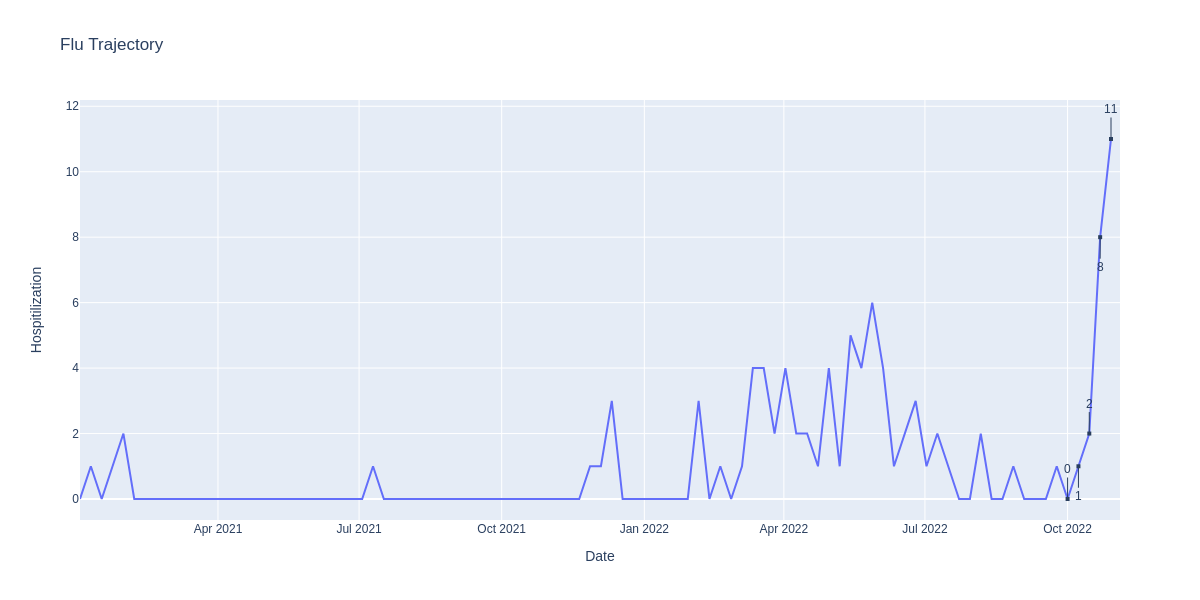 Flu Trajectory
Hospitilization
12
10
8
6
4
2
0
11
8
2
0
1
Apr 2021
Jul 2021
Oct 2021
Jan 2022
Apr 2022
Jul 2022
Oct 2022
Date